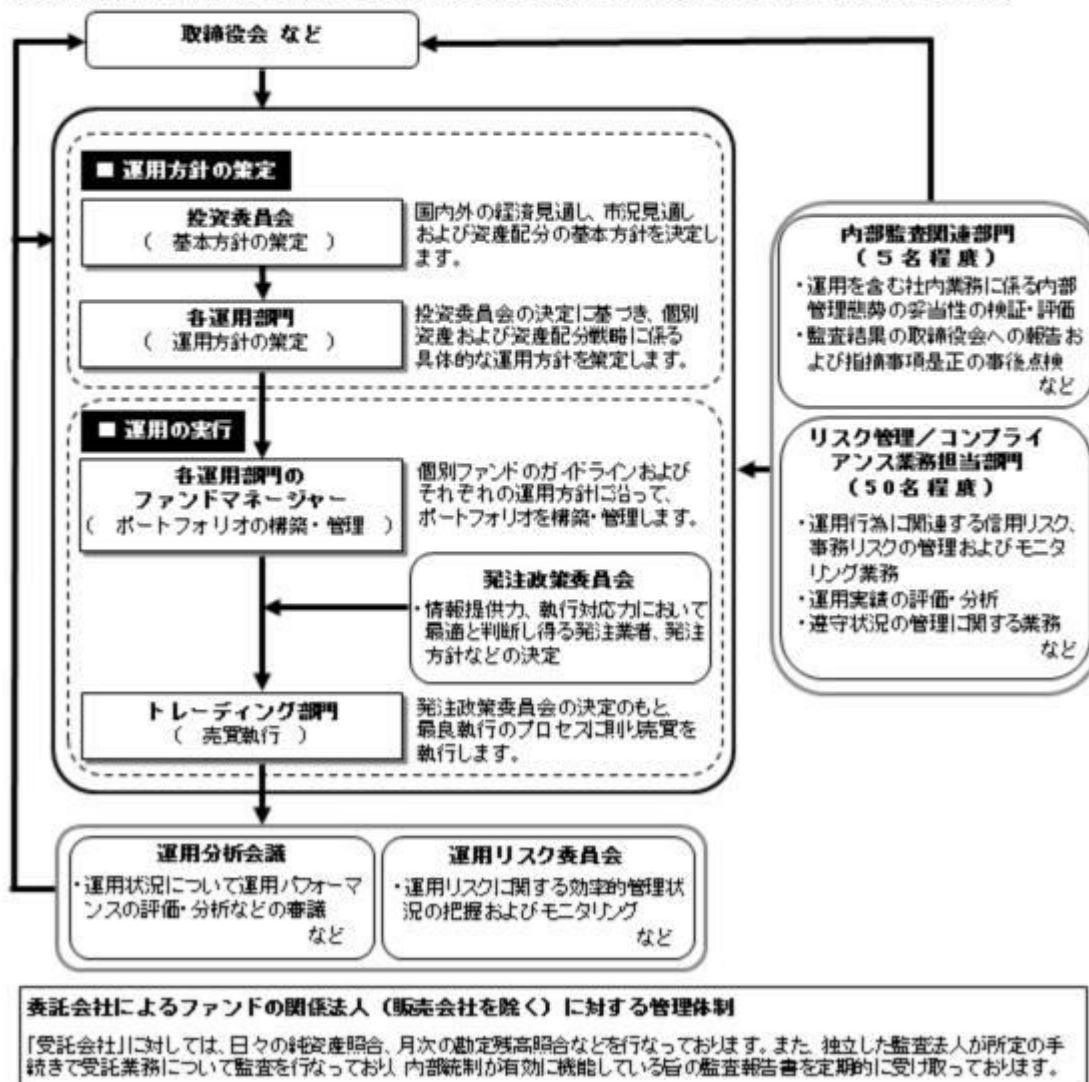 取締役会 など
■ 運用方針の策定
投資委員会
( 基本方針の策定 )
国内外の経済見通し、市況見通し
および資産配分の基本方針を決定し
ます。
各運用部門
( 運用方針の策定 )
投資委員会の決定に基づき、個別
資産および資産配分戦略に係る
具体的な運用方針を策定します。
■ 運用の実行
各運用部門の
ファンドマネージャー
( ポートフォリオの構築・管理 )
個別ファンドのガイドラインおよび
それぞれの運用方針に沿って、
ポートフォリオを構築・管理します。
発注政策委員会
・情報提供力、執行対応力において
最適と判断し得る発注業者、発注
方針などの決定
トレーディング部門
( 売買執行 )
発注政策委員会の決定のもと、
最良執行のプロセスに則り売買を
執行します。
内部監査関連部門
(5名程度)
・運用を含む社内業務に係る内部
管理態勢の妥当性の検証・評価
・監査結果の取締役会への報告お
よび指摘事項是正の事後点検
など
リスク管理/コンプライ
アンス業務担当部門
(50名程度)
・運用行為に関連する信用リスク、
事務リスクの管理およびモニタ
リング業務
・運用実績の評価・分析
・遵守状況の管理に関する業務
など
運用分析会議
・運用状況について運用パフォーマ
ンスの評価・分析などの審議
など
運用リスク委員会
・運用リスクに関する効率的管理状
況の把握およびモニタリング
など
委託会社によるファンドの関係法人(販売会社を除く)に対する管理体制
「受託会社」に対しては、日々の純資産照合、月次の勘定残高照合などを行なっております。また、独立した監査法人が所定の手
続きで受託業務について監査を行なっており、内部統制が有効に機能している旨の監査報告書を定期的に受け取っております。